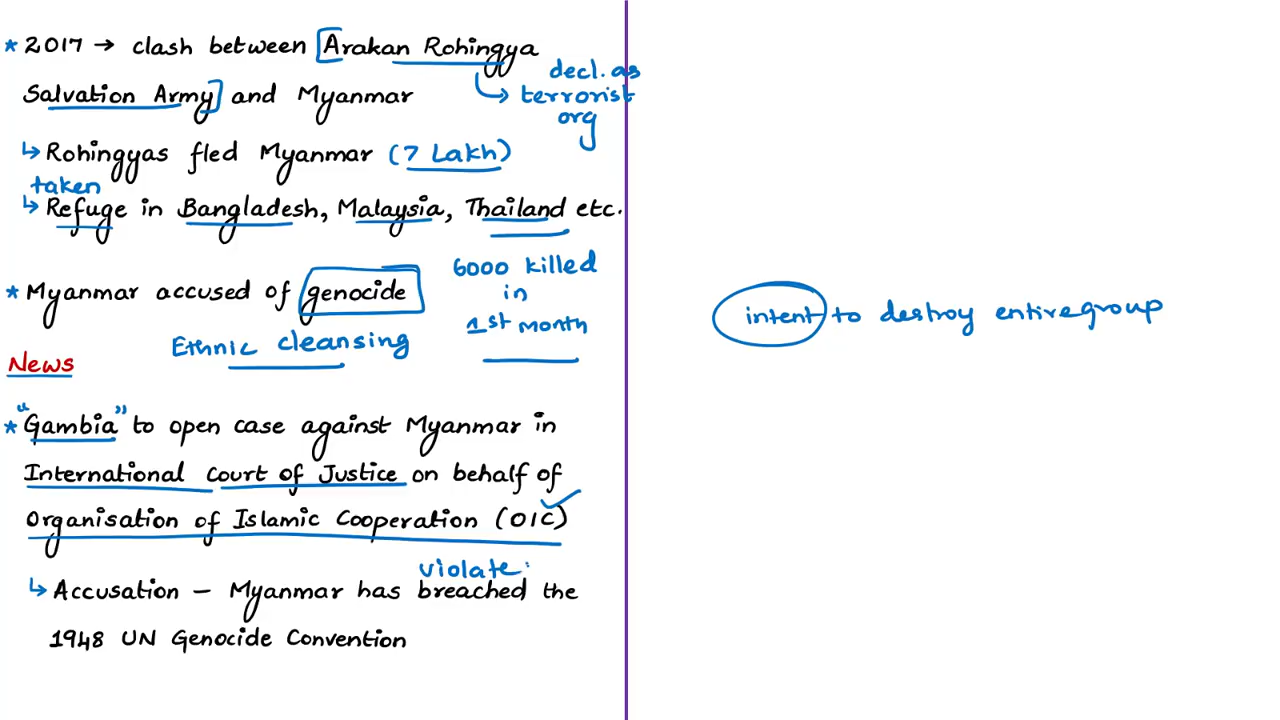 * 2017 → clash between [Arakan Rohingya
decl. as
Salvation Army] and Myanmar
→ terrorist
org
↳ Rohingyas fled Myanmar (7 Lakh)
taken
↳ Refuge in Bangladesh, Malaysia, Thailand etc.
6000 killed
* Myanmar accused of genocide
in
1st month
Ethnic cleansing
News
* "Gambia" to open case against Myanmar in
International Court of Justice on behalf of
Organisation of Islamic Cooperation (OIC)
violate
↳ Accusation – Myanmar has breached the
1948 UN Genocide Convention
intent to destroy entire group